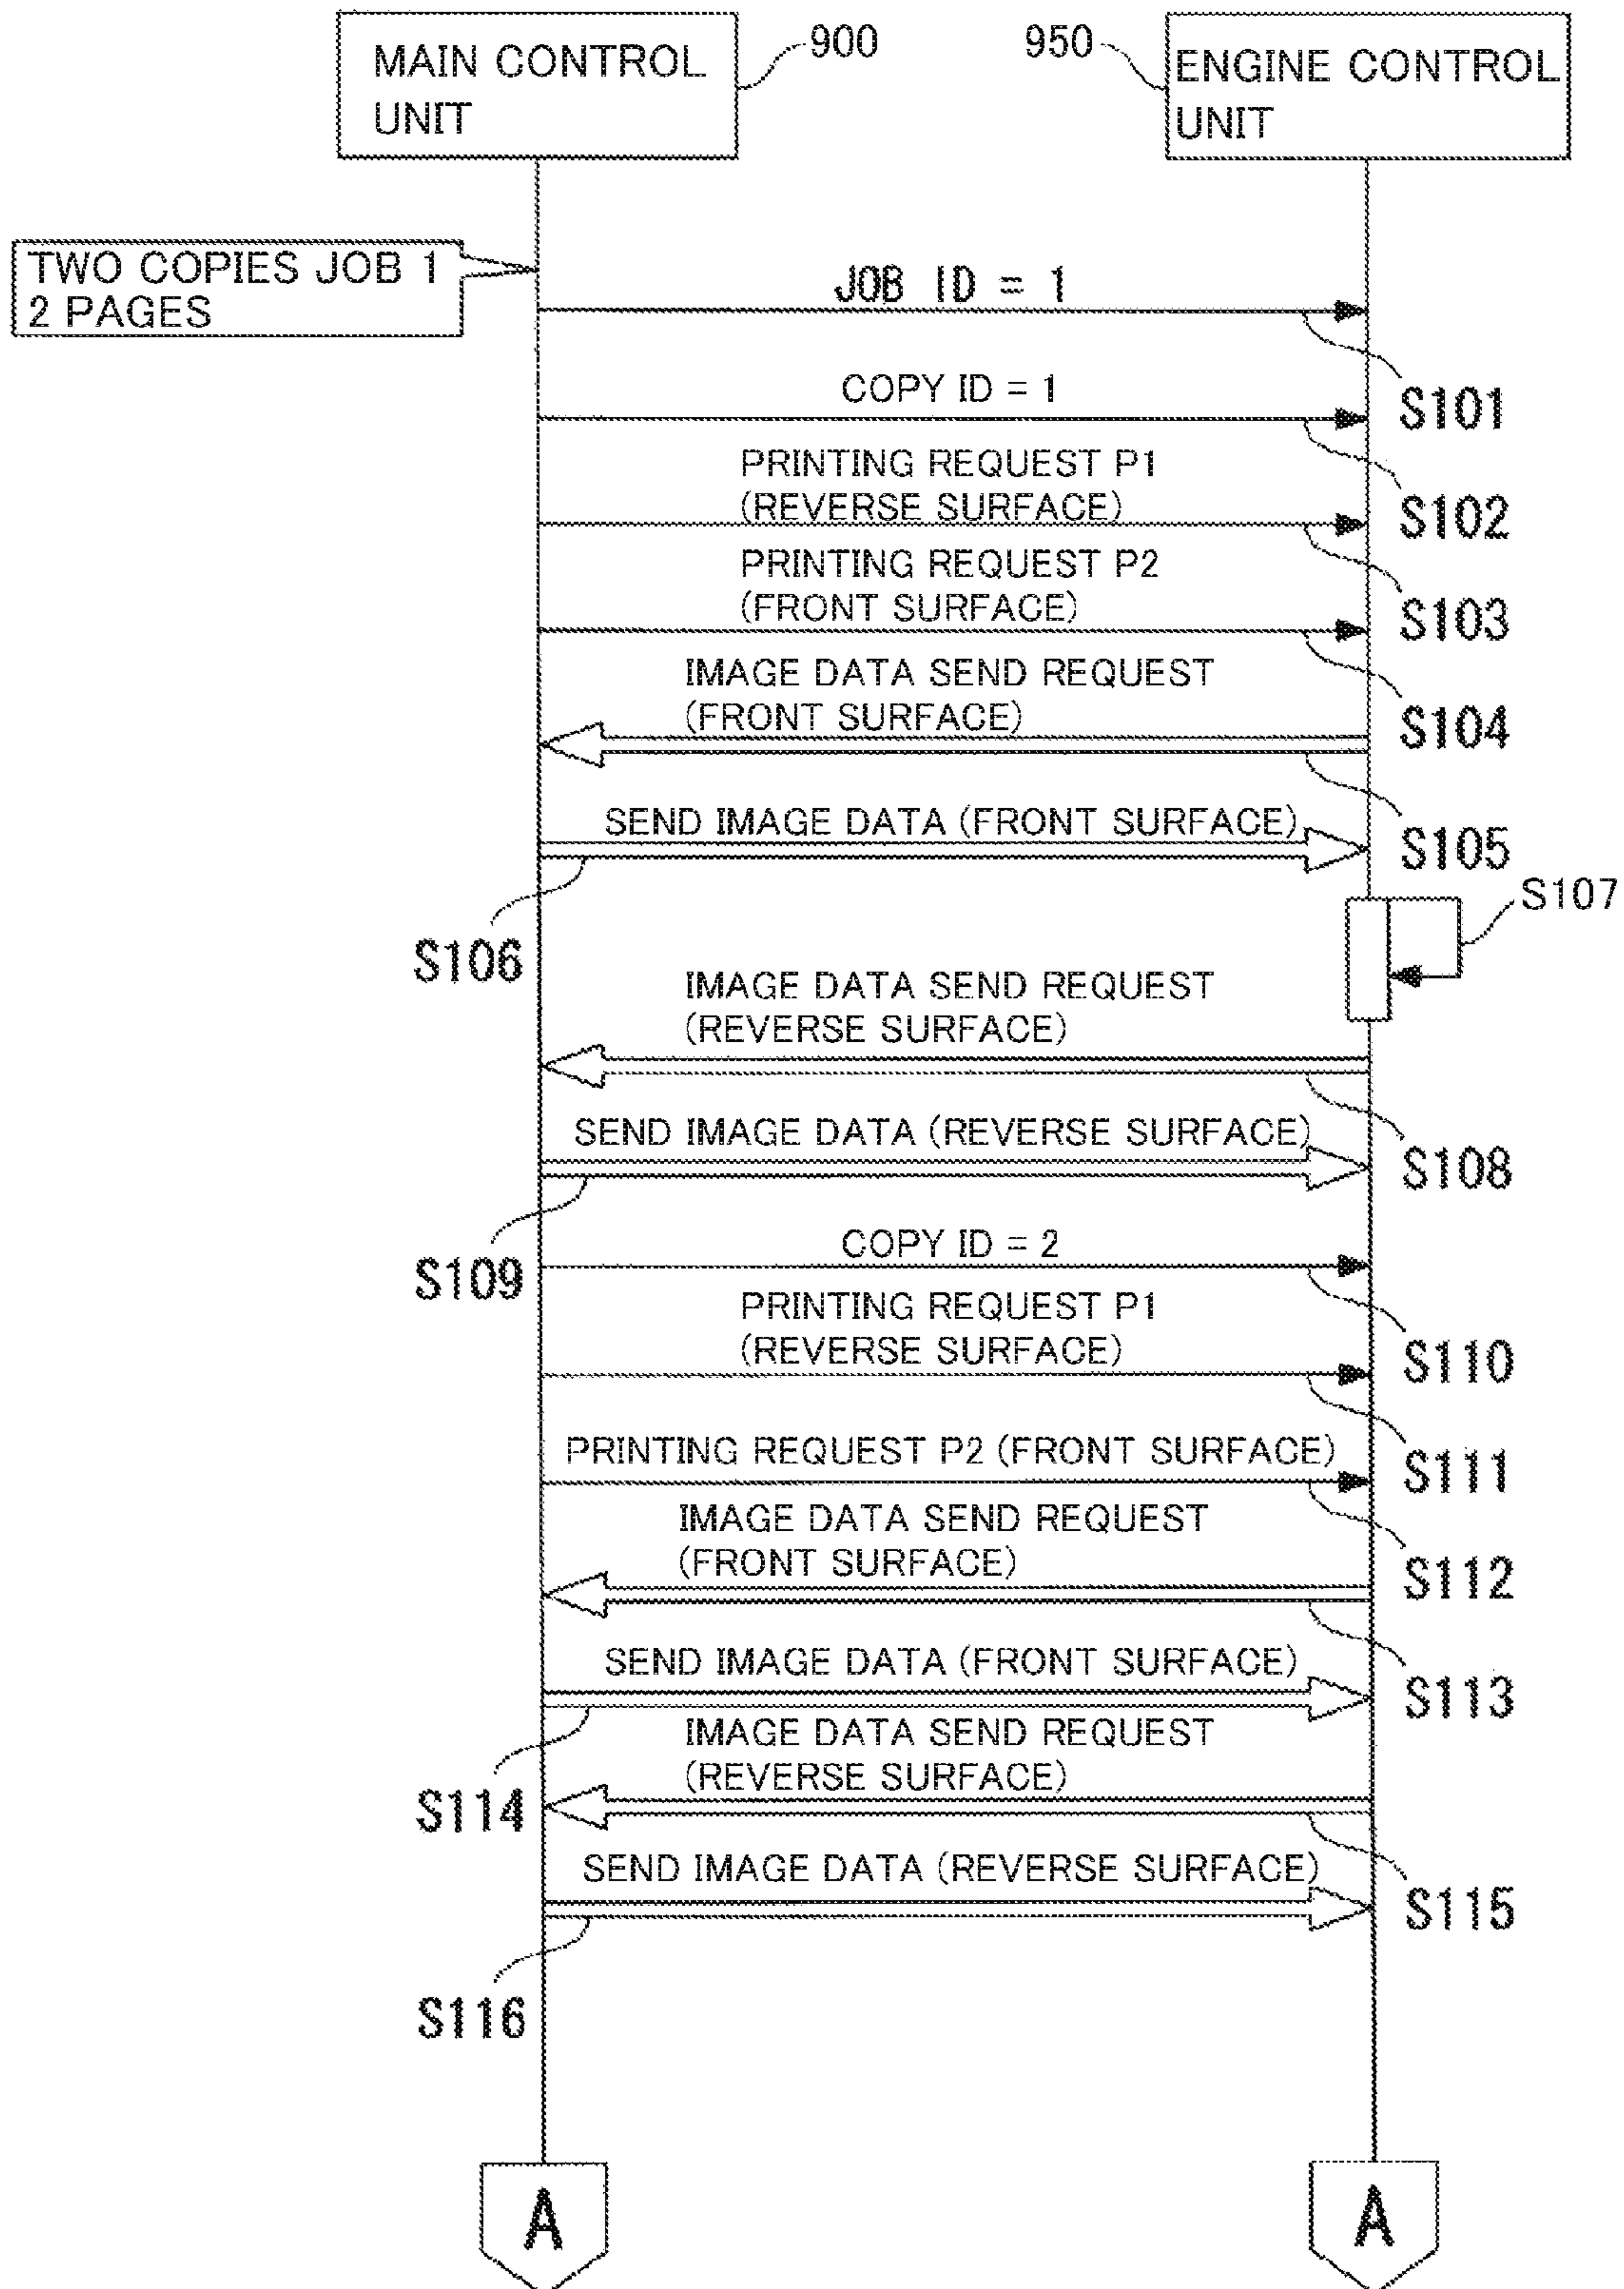 MAIN CONTROL
UNIT
900
950
ENGINE CONTROL
UNIT
TWO COPIES JOB 1
2 PAGES
JOB ID = 1
S101
COPY ID = 1
S102
PRINTING REQUEST P1
(REVERSE SURFACE)
S103
PRINTING REQUEST P2
(FRONT SURFACE)
S104
IMAGE DATA SEND REQUEST
(FRONT SURFACE)
S105
SEND IMAGE DATA (FRONT SURFACE)
S106
S107
IMAGE DATA SEND REQUEST
(REVERSE SURFACE)
S108
SEND IMAGE DATA (REVERSE SURFACE)
S109
COPY ID = 2
S110
PRINTING REQUEST P1
(REVERSE SURFACE)
S111
PRINTING REQUEST P2 (FRONT SURFACE)
S112
IMAGE DATA SEND REQUEST
(FRONT SURFACE)
S113
SEND IMAGE DATA (FRONT SURFACE)
S114
IMAGE DATA SEND REQUEST
(REVERSE SURFACE)
S115
SEND IMAGE DATA (REVERSE SURFACE)
S116
A
A